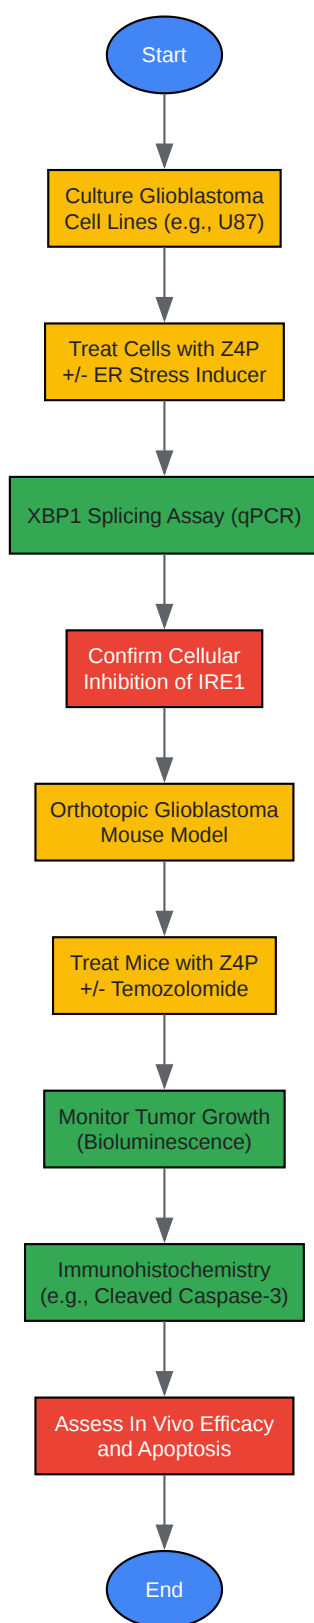 Start
Culture Glioblastoma
Cell Lines (e.g., U87)
Treat Cells with Z4P
+/- ER Stress Inducer
XBP1 Splicing Assay (qPCR)
Confirm Cellular
Inhibition of IRE1
Orthotopic Glioblastoma
Mouse Model
Treat Mice with Z4P
+/- Temozolomide
Monitor Tumor Growth
(Bioluminescence)
Immunohistochemistry
(e.g., Cleaved Caspase-3)
Assess In Vivo Efficacy
and Apoptosis
End